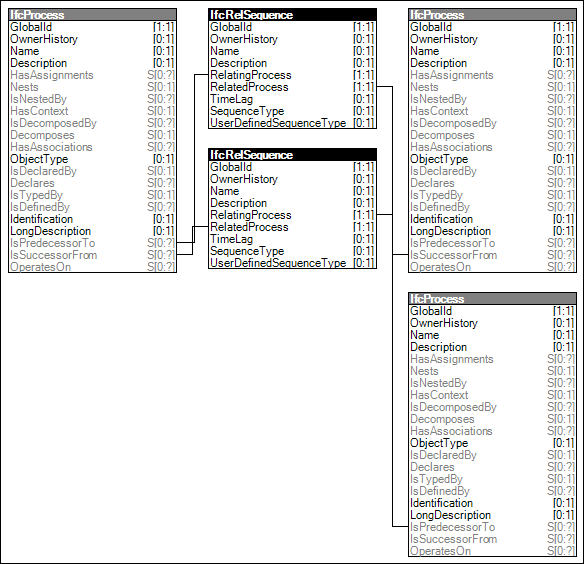 IfcProcess
GlobalId [1:1]
OwnerHistory [0:1]
Name [0:1]
Description [0:1]
HasAssignments S[0:?]
Nests S[0:1]
IsNestedBy S[0:?]
HasContext S[0:1]
IsDecomposedBy S[0:?]
Decomposes S[0:1]
HasAssociations S[0:?]
ObjectType [0:1]
IsDeclaredBy S[0:1]
Declares S[0:?]
IsTypedBy S[0:1]
IsDefinedBy S[0:?]
Identification [0:1]
LongDescription [0:1]
IsPredecessorTo S[0:?]
IsSuccessorFrom S[0:?]
OperatesOn S[0:?]
IfcRelSequence
GlobalId [1:1]
OwnerHistory [0:1]
Name [0:1]
Description [0:1]
RelatingProcess [1:1]
RelatedProcess [1:1]
TimeLag [0:1]
SequenceType [0:1]
UserDefinedSequenceType [0:1]
IfcRelSequence
GlobalId [1:1]
OwnerHistory [0:1]
Name [0:1]
Description [0:1]
RelatingProcess [1:1]
RelatedProcess [1:1]
TimeLag [0:1]
SequenceType [0:1]
UserDefinedSequenceType [0:1]
IfcProcess
GlobalId [1:1]
OwnerHistory [0:1]
Name [0:1]
Description [0:1]
HasAssignments S[0:?]
Nests S[0:1]
IsNestedBy S[0:?]
HasContext S[0:1]
IsDecomposedBy S[0:?]
Decomposes S[0:1]
HasAssociations S[0:?]
ObjectType [0:1]
IsDeclaredBy S[0:1]
Declares S[0:?]
IsTypedBy S[0:1]
IsDefinedBy S[0:?]
Identification [0:1]
LongDescription [0:1]
IsPredecessorTo S[0:?]
IsSuccessorFrom S[0:?]
OperatesOn S[0:?]
IfcProcess
GlobalId [1:1]
OwnerHistory [0:1]
Name [0:1]
Description [0:1]
HasAssignments S[0:?]
Nests S[0:1]
IsNestedBy S[0:?]
HasContext S[0:1]
IsDecomposedBy S[0:?]
Decomposes S[0:1]
HasAssociations S[0:?]
ObjectType [0:1]
IsDeclaredBy S[0:1]
Declares S[0:?]
IsTypedBy S[0:1]
IsDefinedBy S[0:?]
Identification [0:1]
LongDescription [0:1]
IsPredecessorTo S[0:?]
IsSuccessorFrom S[0:?]
OperatesOn S[0:?]